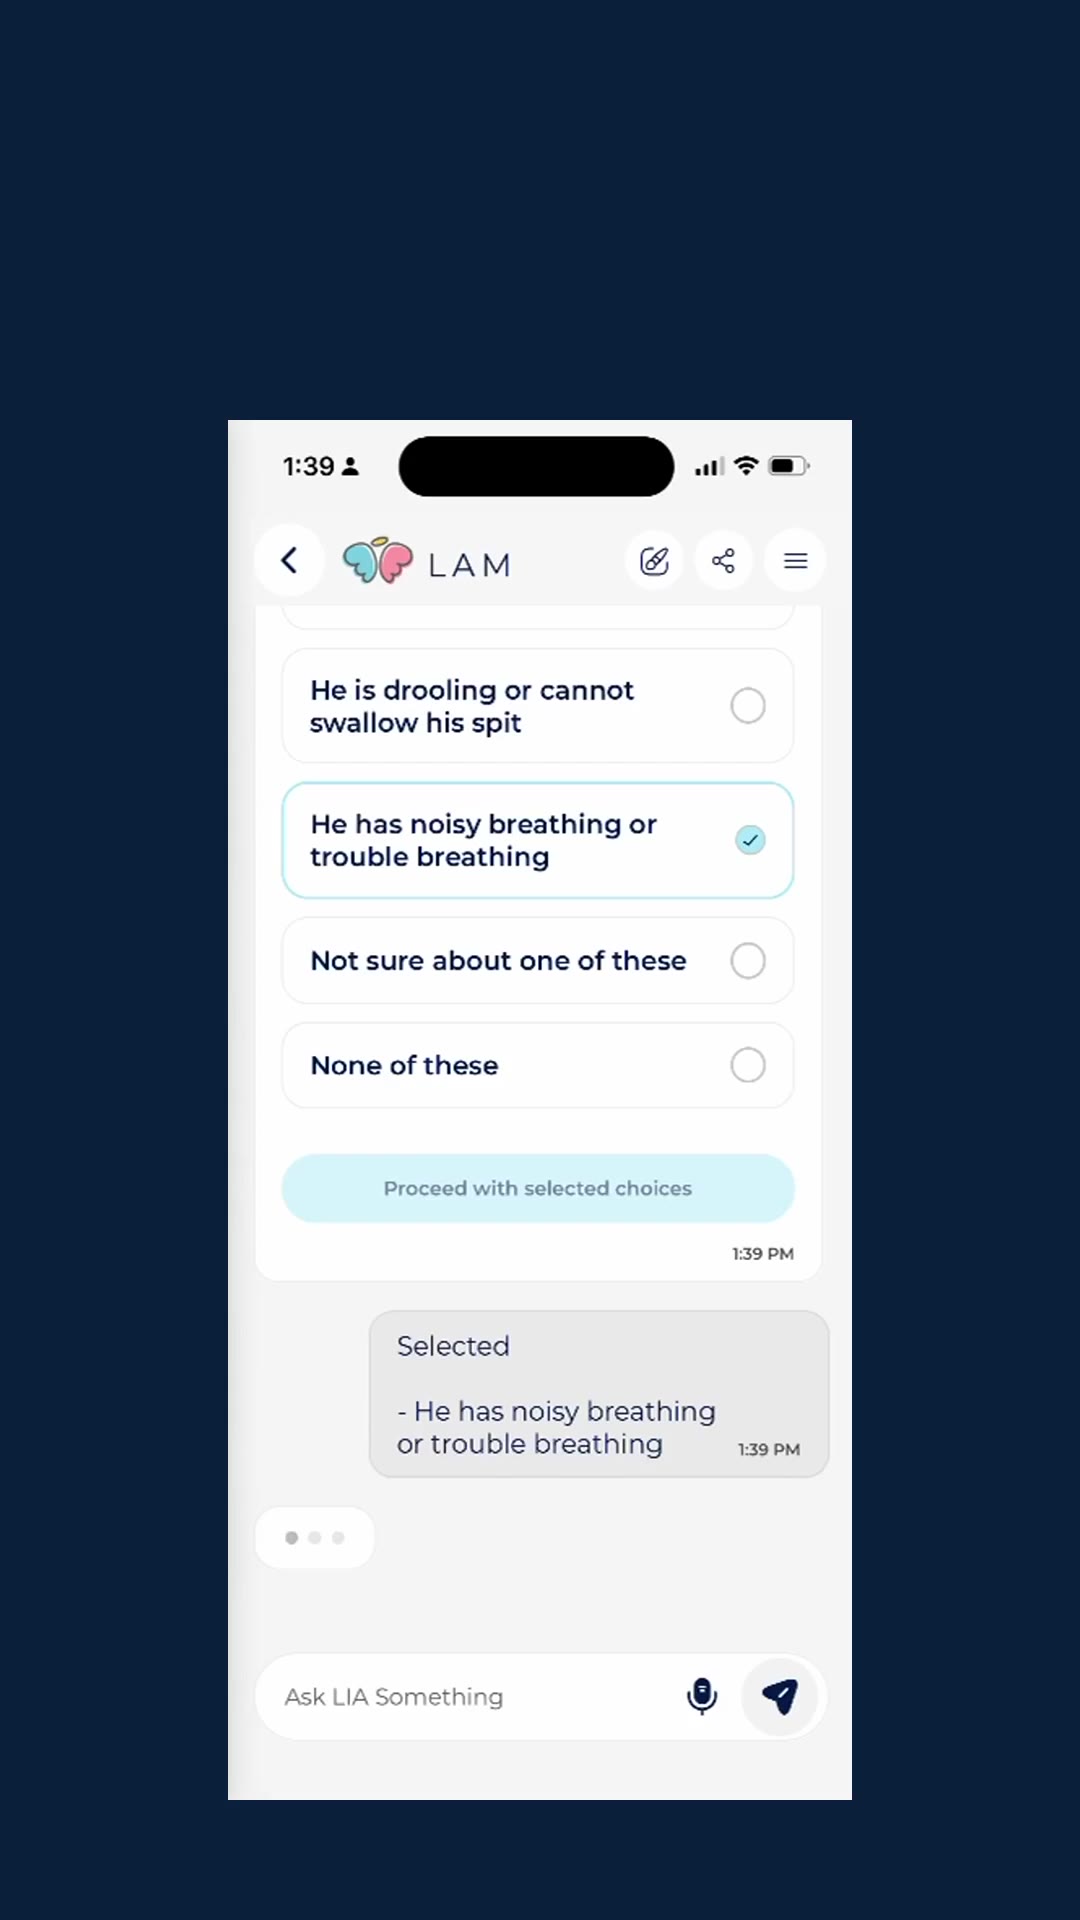 1:39
LAM
He is drooling or cannot
swallow his spit
He has noisy breathing or
trouble breathing
Not sure about one of these
None of these
Proceed with selected choices
1:39 PM
Selected
- He has noisy breathing
or trouble breathing
1:39 PM
Ask LIA Something